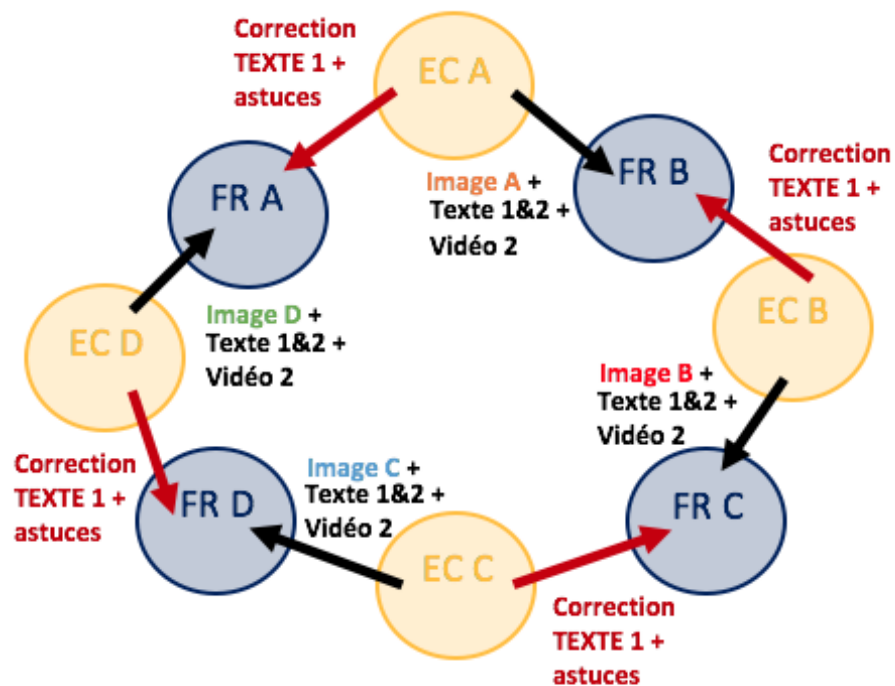 Correction
TEXTE 1 +
astuces
EC A
FR A
Image A +
Texte 1&2 +
Vidéo 2
FR B
Correction
TEXTE 1 +
astuces
EC D
Image D +
Texte 1&2 +
Vidéo 2
EC B
Image B +
Texte 1&2 +
Vidéo 2
Correction
TEXTE 1 +
astuces
FR D
Image C +
Texte 1&2 +
Vidéo 2
FR C
EC C
Correction
TEXTE 1 +
astuces